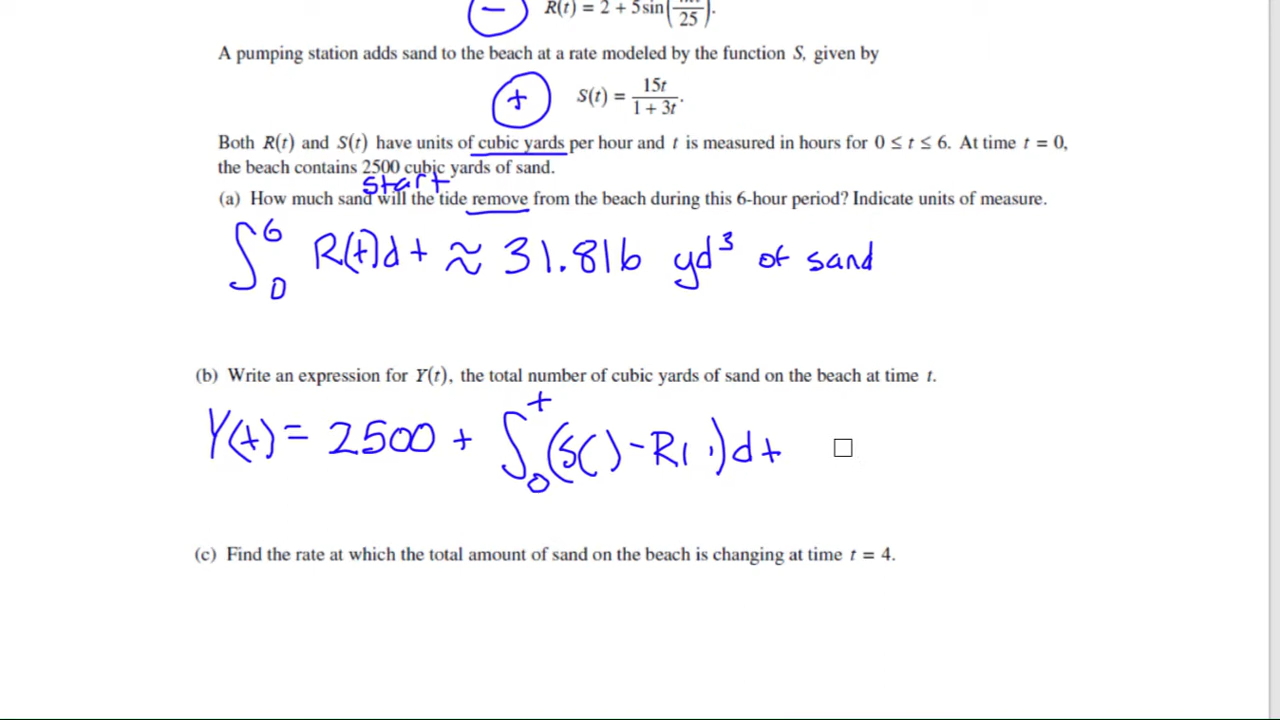 − R(t) = 2 + 5sin( /25).
A pumping station adds sand to the beach at a rate modeled by the function S, given by
+ S(t) = 15t/(1 + 3t).
Both R(t) and S(t) have units of cubic yards per hour and t is measured in hours for 0 ≤ t ≤ 6. At time t = 0,
the beach contains 2500 cubic yards of sand.
start
(a) How much sand will the tide remove from the beach during this 6-hour period? Indicate units of measure.
∫₀⁶ R(t)dt ≈ 31.816 yd³ of sand
(b) Write an expression for Y(t), the total number of cubic yards of sand on the beach at time t.
Y(t) = 2500 + ∫₀ᵗ (S( ) − R( ))dt
(c) Find the rate at which the total amount of sand on the beach is changing at time t = 4.